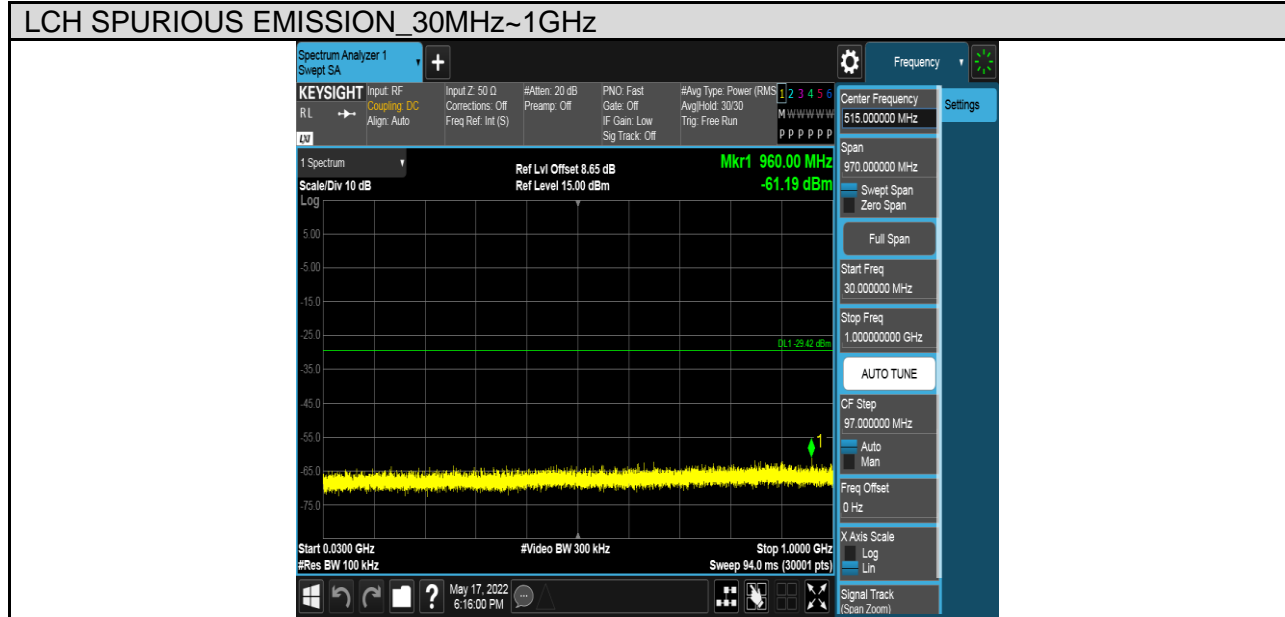 LCH SPURIOUS EMISSION_30MHz~1GHz
Spectrum Analyzer 1
Swept SA
+
Frequency
KEYSIGHT
RL
LXI
Input: RF
Coupling: DC
Align: Auto
Input Z: 50 Ω
Corrections: Off
Freq Ref: Int (S)
#Atten: 20 dB
Preamp: Off
PNO: Fast
Gate: Off
IF Gain: Low
Sig Track: Off
#Avg Type: Power (RMS
Avg|Hold: 30/30
Trig: Free Run
1 2 3 4 5 6
M W W W W W
P P P P P P
1 Spectrum
Scale/Div 10 dB
Log
Ref Lvl Offset 8.65 dB
Ref Level 15.00 dBm
Mkr1 960.00 MHz
-61.19 dBm
5.00
-5.00
-15.0
-25.0
DL1 -29.42 dBm
-35.0
-45.0
-55.0
1
-65.0
-75.0
Start 0.0300 GHz
#Res BW 100 kHz
#Video BW 300 kHz
Stop 1.0000 GHz
Sweep 94.0 ms (30001 pts)
?
May 17, 2022
6:16:00 PM
Center Frequency
515.000000 MHz
Settings
Span
970.000000 MHz
Swept Span
Zero Span
Full Span
Start Freq
30.000000 MHz
Stop Freq
1.000000000 GHz
AUTO TUNE
CF Step
97.000000 MHz
Auto
Man
Freq Offset
0 Hz
X Axis Scale
Log
Lin
Signal Track
(Span Zoom)